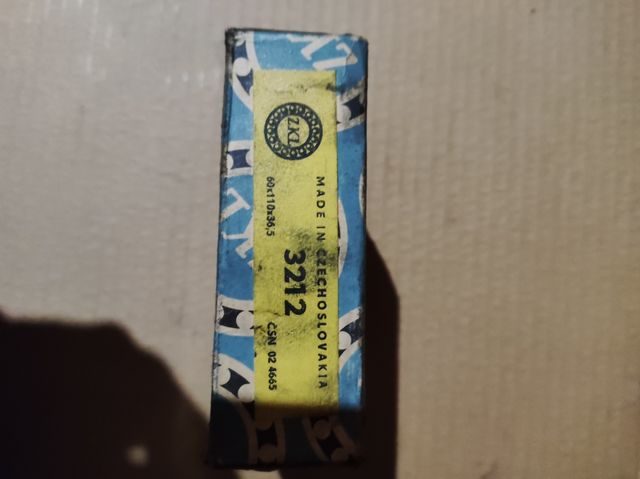 ZKL
MADE IN CZECHOSLOVAKIA
3212
60x110x36,5
ČSN 02 4665